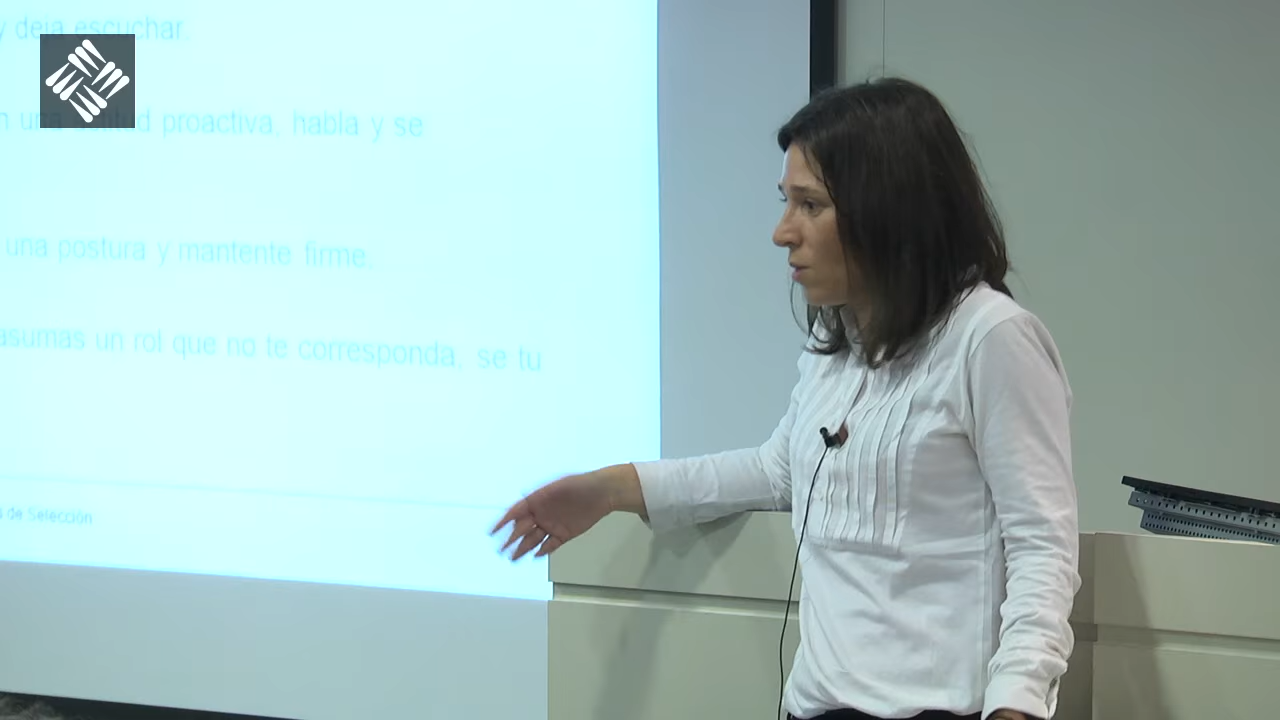 y deja escuchar.
una actitud proactiva, habla y se
una postura y mantente firme.
asumas un rol que no te corresponda, se tu
de Selección